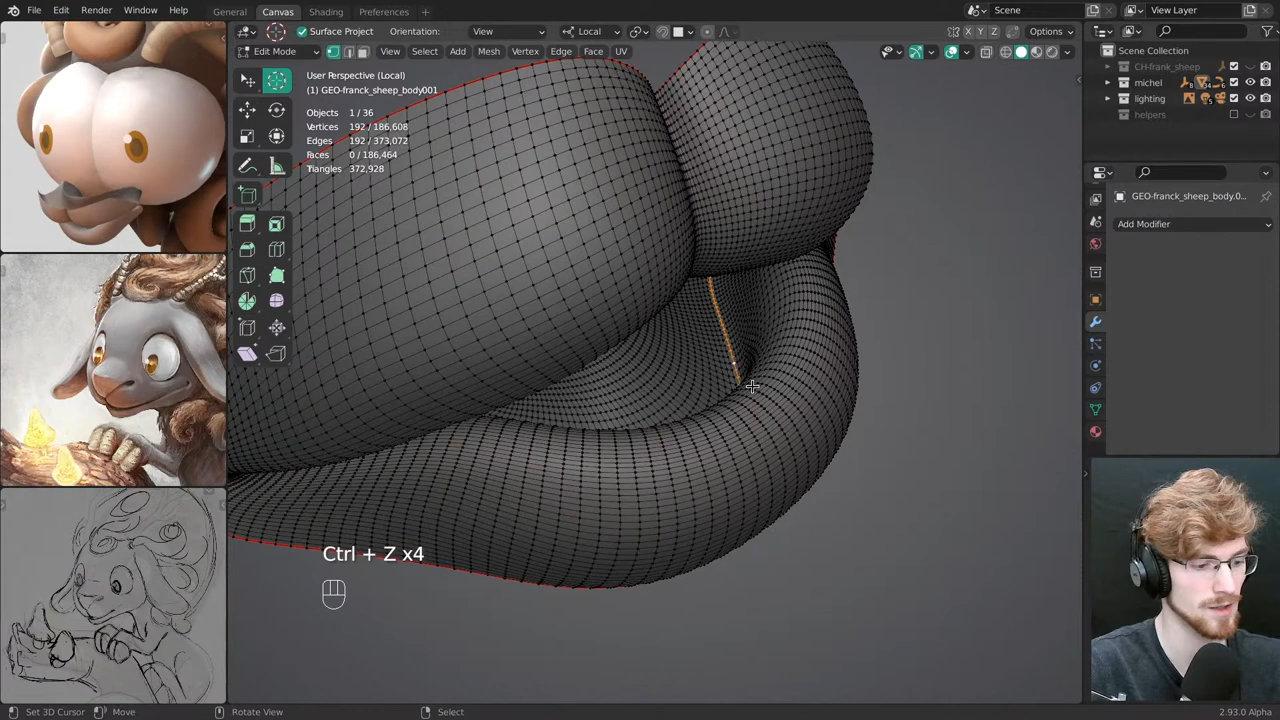 File Edit Render Window Help
General Canvas Shading Preferences +
Scene
View Layer
Surface Project
Orientation: View
Local
X Y Z
Options
Edit Mode
View Select Add Mesh Vertex Edge Face UV
User Perspective (Local)
(1) GEO-franck_sheep_body001
Objects 1 / 36
Vertices 192 / 186,608
Edges 192 / 373,072
Faces 0 / 186,464
Triangles 372,928
Scene Collection
CH-franck_sheep
michel
lighting
helpers
GEO-franck_sheep_body.0...
Add Modifier
Ctrl + Z x4
Set 3D Cursor
Move
Rotate View
Select
2.93.0 Alpha